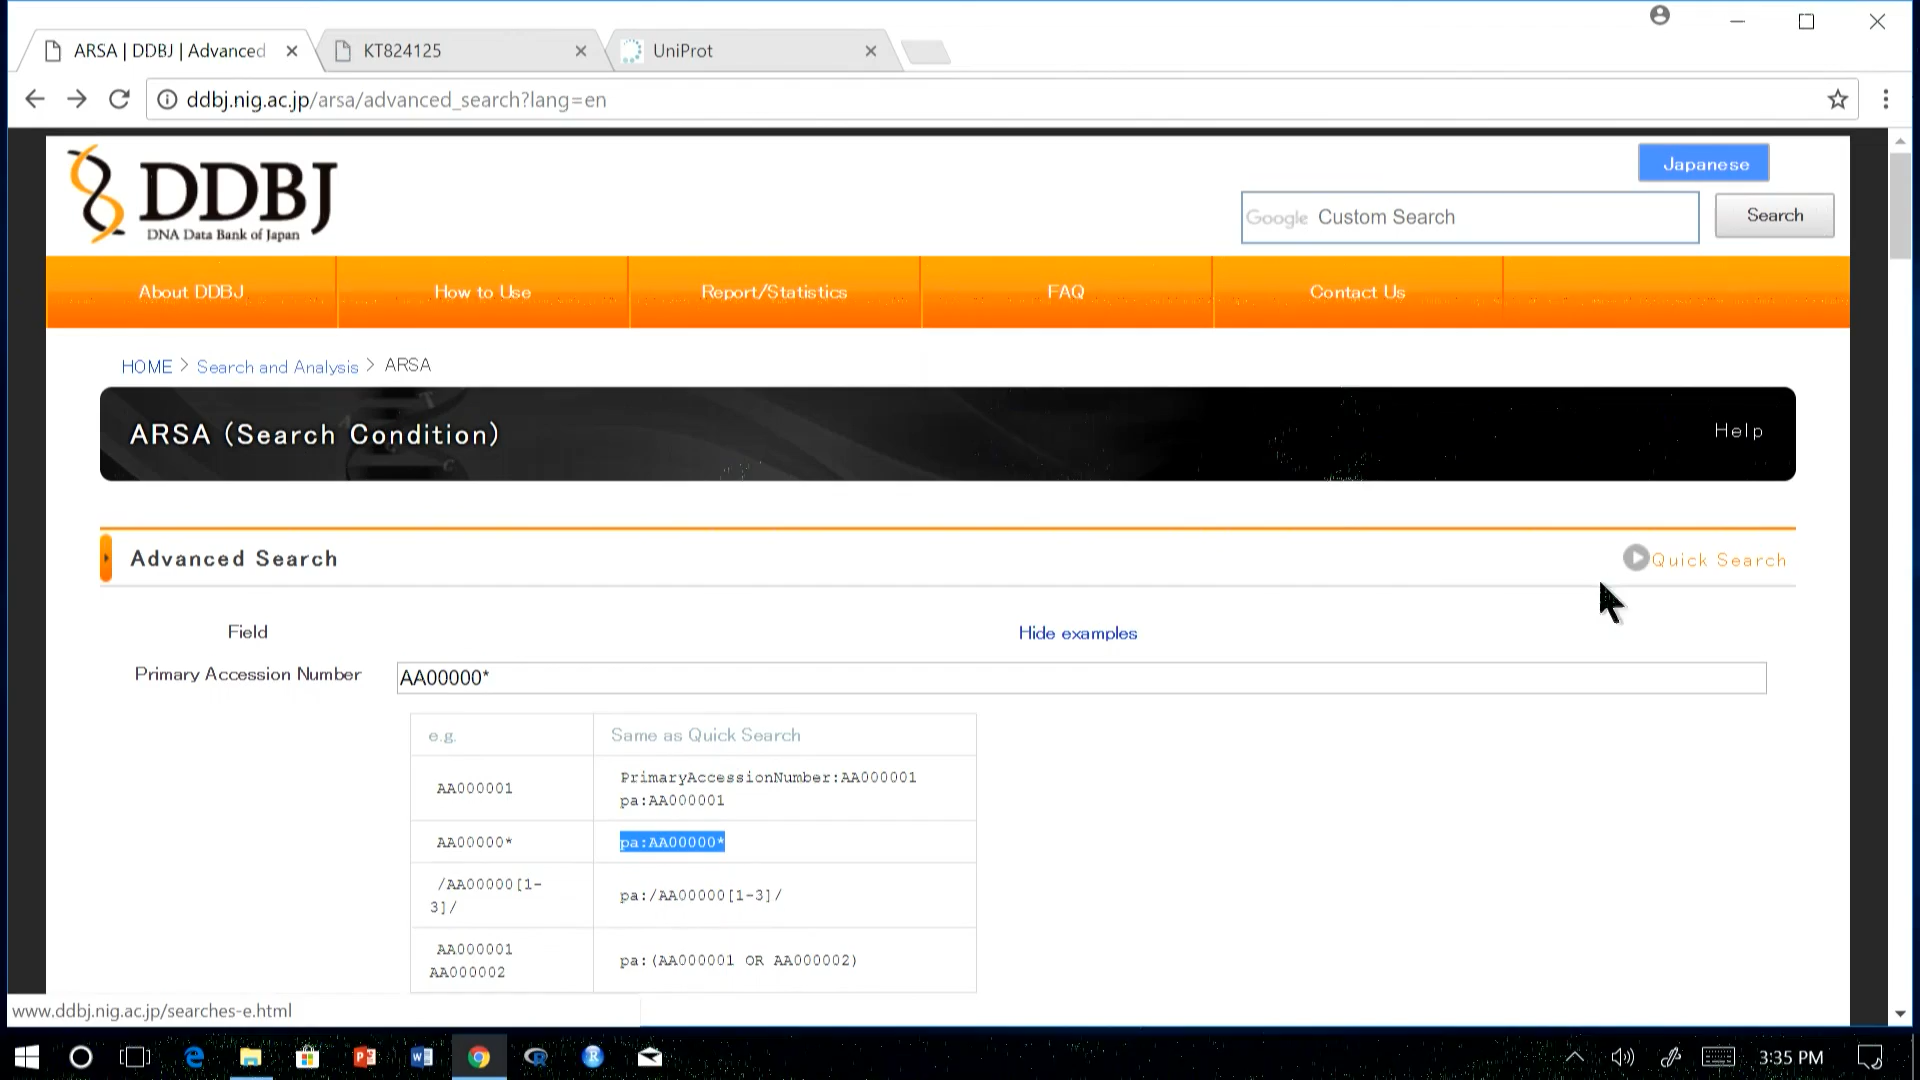 ARSA | DDBJ | Advanced
KT824125
UniProt
ddbj.nig.ac.jp/arsa/advanced_search?lang=en
DDBJ
DNA Data Bank of Japan
Japanese
Google Custom Search
Search
About DDBJ
How to Use
Report/Statistics
FAQ
Contact Us
HOME > Search and Analysis > ARSA
ARSA (Search Condition)
Help
Advanced Search
Quick Search
Field
Hide examples
Primary Accession Number
AA00000*
e.g.
Same as Quick Search
AA000001
PrimaryAccessionNumber:AA000001
pa:AA000001
AA00000*
pa:AA00000*
/AA00000[1-
3]/
pa:/AA00000[1-3]/
AA000001
AA000002
pa:(AA000001 OR AA000002)
www.ddbj.nig.ac.jp/searches-e.html
3:35 PM